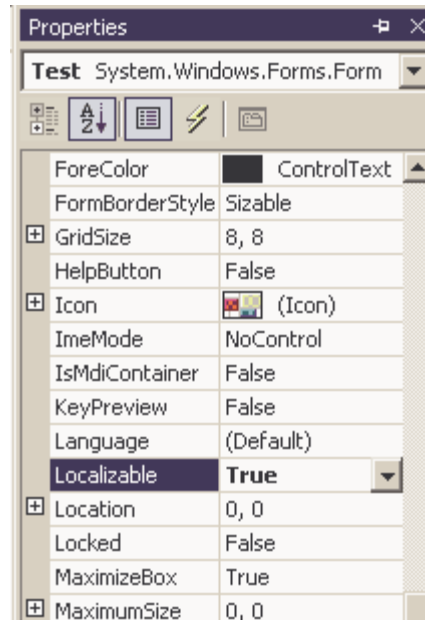 Properties
Test System.Windows.Forms.Form
ForeColor ControlText
FormBorderStyle Sizable
GridSize 8, 8
HelpButton False
Icon (Icon)
ImeMode NoControl
IsMdiContainer False
KeyPreview False
Language (Default)
Localizable True
Location 0, 0
Locked False
MaximizeBox True
MaximumSize 0, 0